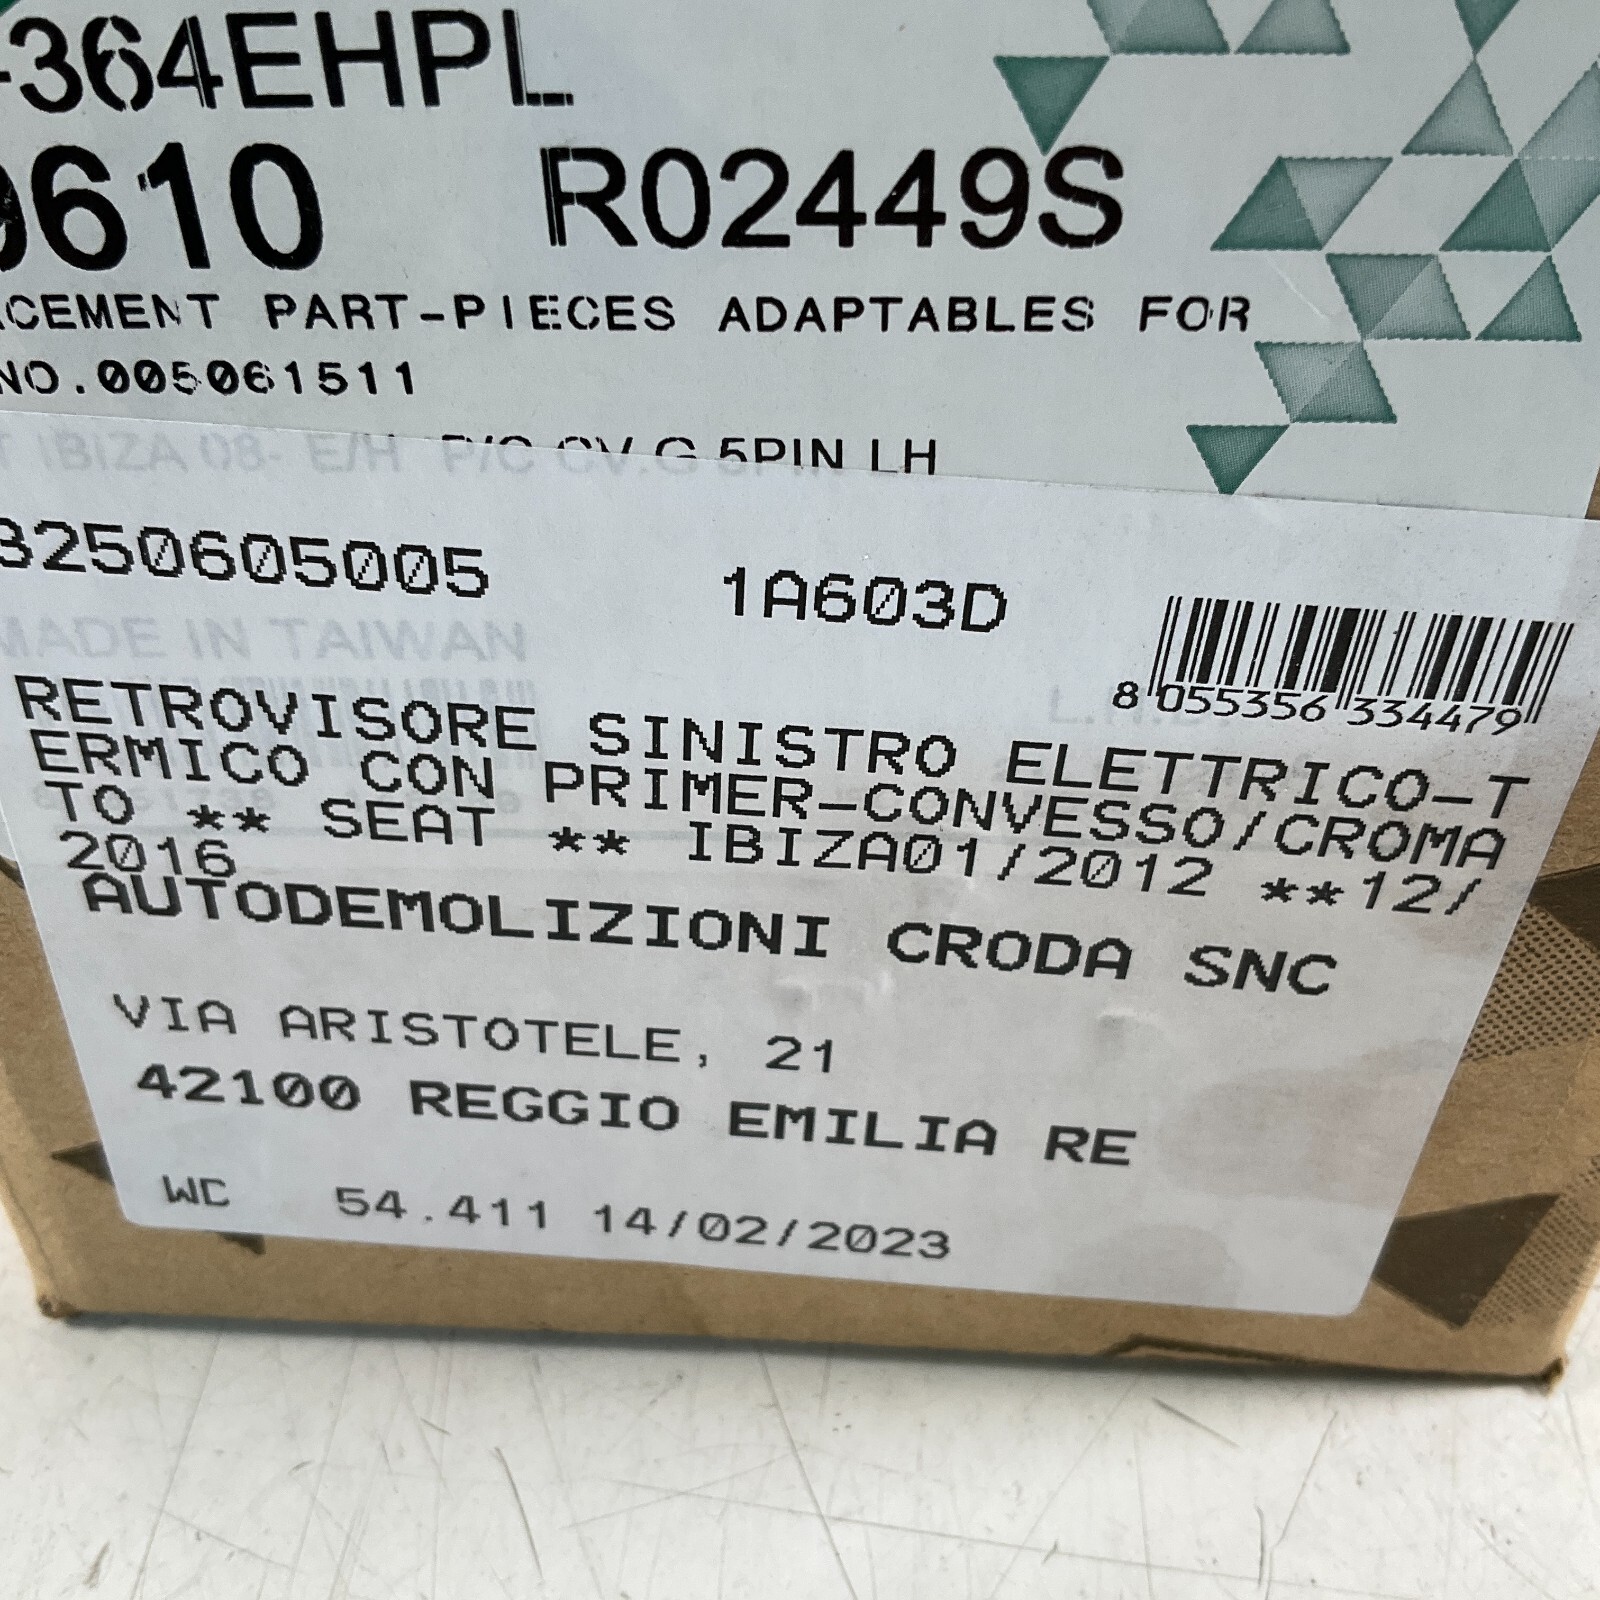 -364EHPL
0610 R02449S
CEMENT PART-PIECES ADAPTABLES FOR
NO.005061511
T IBIZA 08- E/H P/C CV.G 5PIN LH
3250605005 1A603D
MADE IN TAIWAN
8 055356 334479
RETROVISORE SINISTRO ELETTRICO-T
ERMICO CON PRIMER-CONVESSO/CROMA
TO ** SEAT ** IBIZA01/2012 **12/
2016
AUTODEMOLIZIONI CRODA SNC
VIA ARISTOTELE, 21
42100 REGGIO EMILIA RE
WC 54.411 14/02/2023